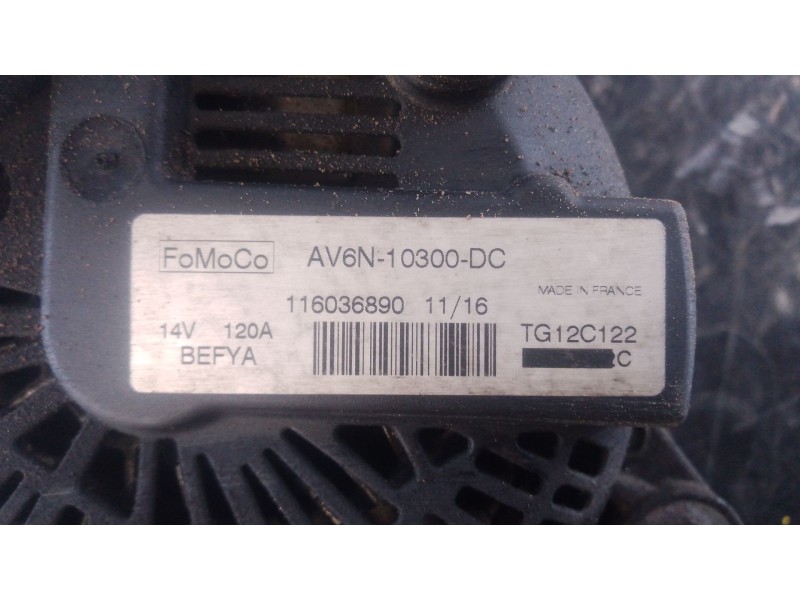 FoMoCo AV6N-10300-DC
MADE IN FRANCE
116036890 11/16
14V 120A TG12C122
BEFYA C